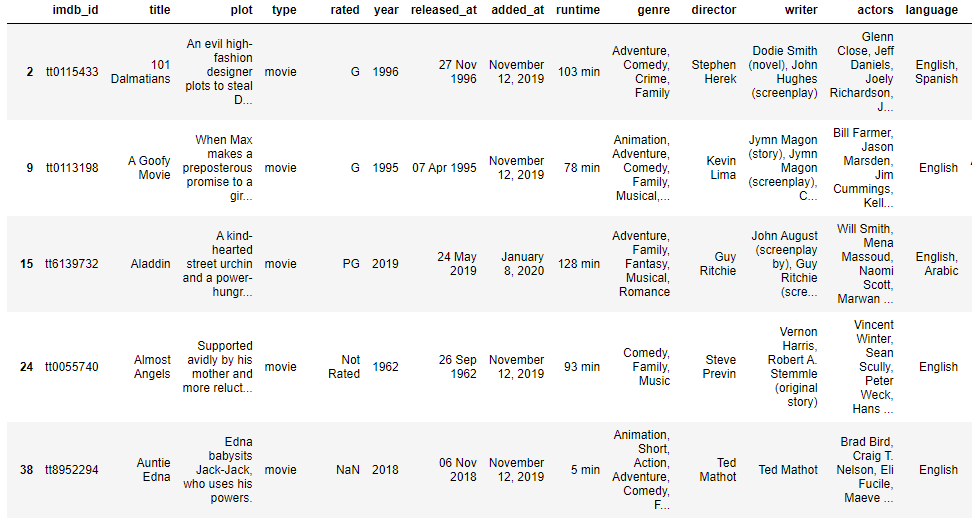 imdb_id title plot type rated year released_at added_at runtime genre director writer actors language
2
tt0115433
101
Dalmatians
An evil high-
fashion
designer
plots to steal
D...
movie
G
1996
27 Nov
1996
November
12, 2019
103 min
Adventure,
Comedy,
Crime,
Family
Stephen
Herek
Dodie Smith
(novel), John
Hughes
(screenplay)
Glenn
Close, Jeff
Daniels,
Joely
Richardson,
J...
English,
Spanish
9
tt0113198
A Goofy
Movie
When Max
makes a
preposterous
promise to a
gir...
movie
G
1995
07 Apr 1995
November
12, 2019
78 min
Animation,
Adventure,
Comedy,
Family,
Musical,...
Kevin
Lima
Jymn Magon
(story), Jymn
Magon
(screenplay),
C...
Bill Farmer,
Jason
Marsden,
Jim
Cummings,
Kell...
English
15
tt6139732
Aladdin
A kind-
hearted
street urchin
and a power-
hungr...
movie
PG
2019
24 May
2019
January
8, 2020
128 min
Adventure,
Family,
Fantasy,
Musical,
Romance
Guy
Ritchie
John August
(screenplay
by), Guy
Ritchie
(scre...
Will Smith,
Mena
Massoud,
Naomi
Scott,
Marwan ...
English,
Arabic
24
tt0055740
Almost
Angels
Supported
avidly by his
mother and
more reluct...
movie
Not
Rated
1962
26 Sep
1962
November
12, 2019
93 min
Comedy,
Family,
Music
Steve
Previn
Vernon
Harris,
Robert A.
Stemmle
(original
story)
Vincent
Winter,
Sean
Scully,
Peter
Weck,
Hans ...
English
38
tt8952294
Auntie
Edna
Edna
babysits
Jack-Jack,
who uses his
powers.
movie
NaN
2018
06 Nov
2018
November
12, 2019
5 min
Animation,
Short,
Action,
Adventure,
Comedy,
F...
Ted
Mathot
Ted Mathot
Brad Bird,
Craig T.
Nelson, Eli
Fucile,
Maeve ...
English